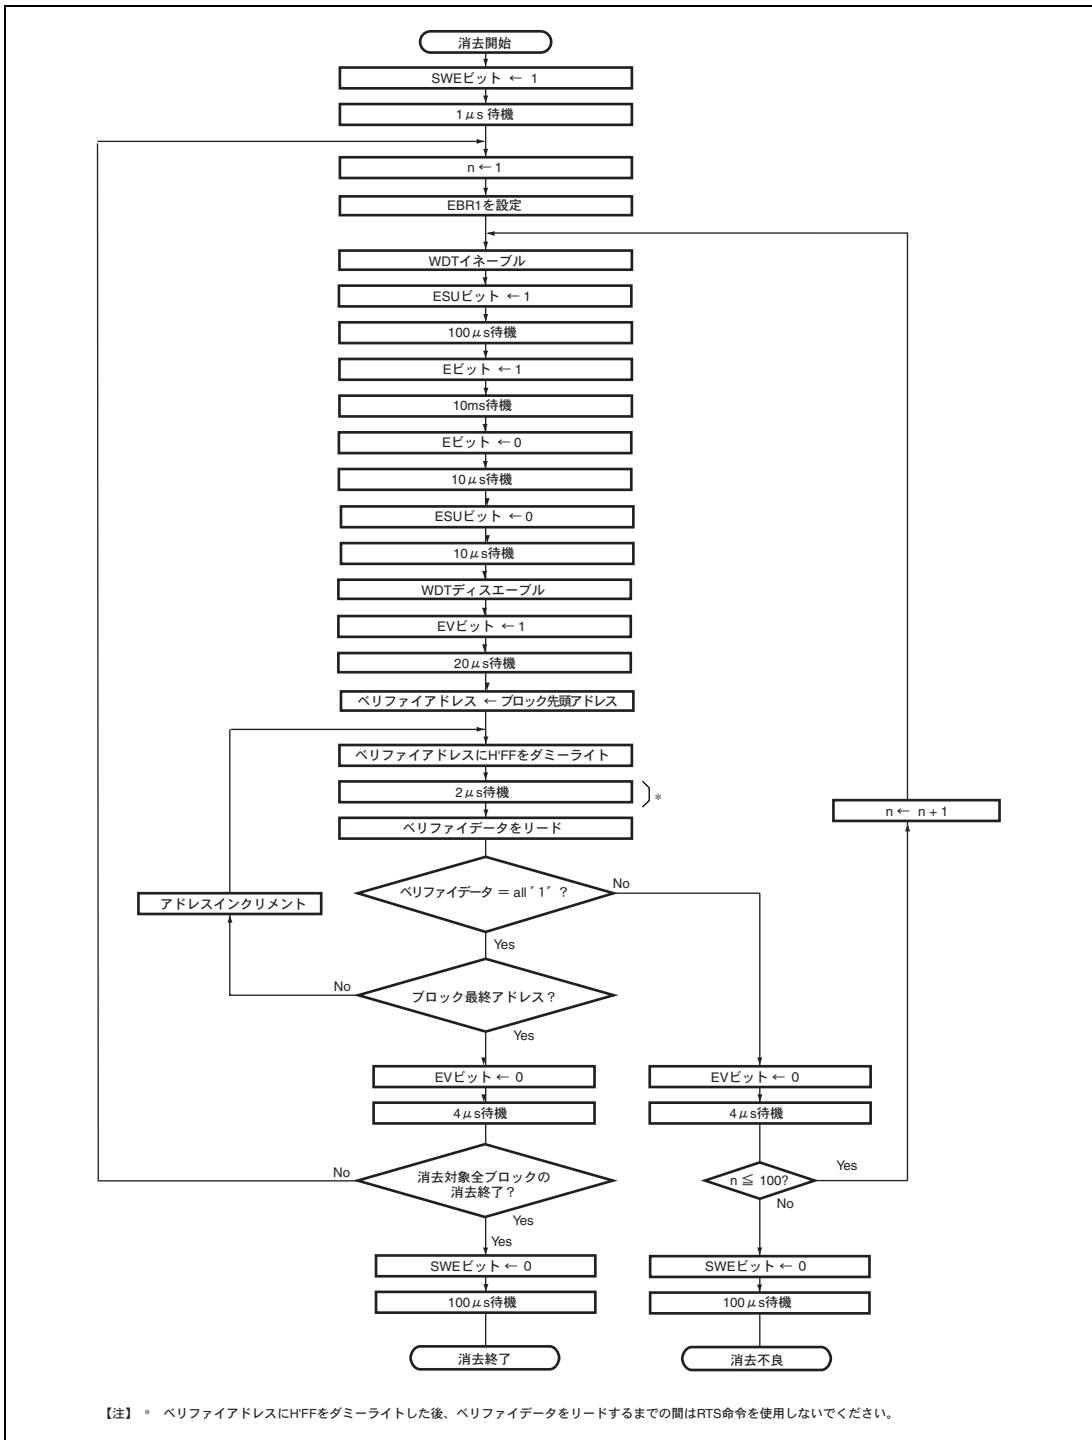 消去開始
SWEビット ← 1
1μs 待機
n ← 1
EBR1を設定
WDTイネーブル
ESUビット ← 1
100μs待機
Eビット ← 1
10ms待機
Eビット ← 0
10μs待機
ESUビット ← 0
10μs待機
WDTディスエーブル
EVビット ← 1
20μs待機
ベリファイアドレス ← ブロック先頭アドレス
ベリファイアドレスにH'FFをダミーライト
2μs待機
*
ベリファイデータをリード
n ← n + 1
ベリファイデータ = all "1" ?
No
Yes
アドレスインクリメント
ブロック最終アドレス?
No
Yes
EVビット ← 0
4μs待機
EVビット ← 0
4μs待機
消去対象全ブロックの
消去終了?
No
Yes
Yes
n ≦ 100?
Yes
No
SWEビット ← 0
100μs待機
SWEビット ← 0
100μs待機
消去終了
消去不良
【注】 * ベリファイアドレスにH'FFをダミーライトした後、ベリファイデータをリードするまでの間はRTS命令を使用しないでください。